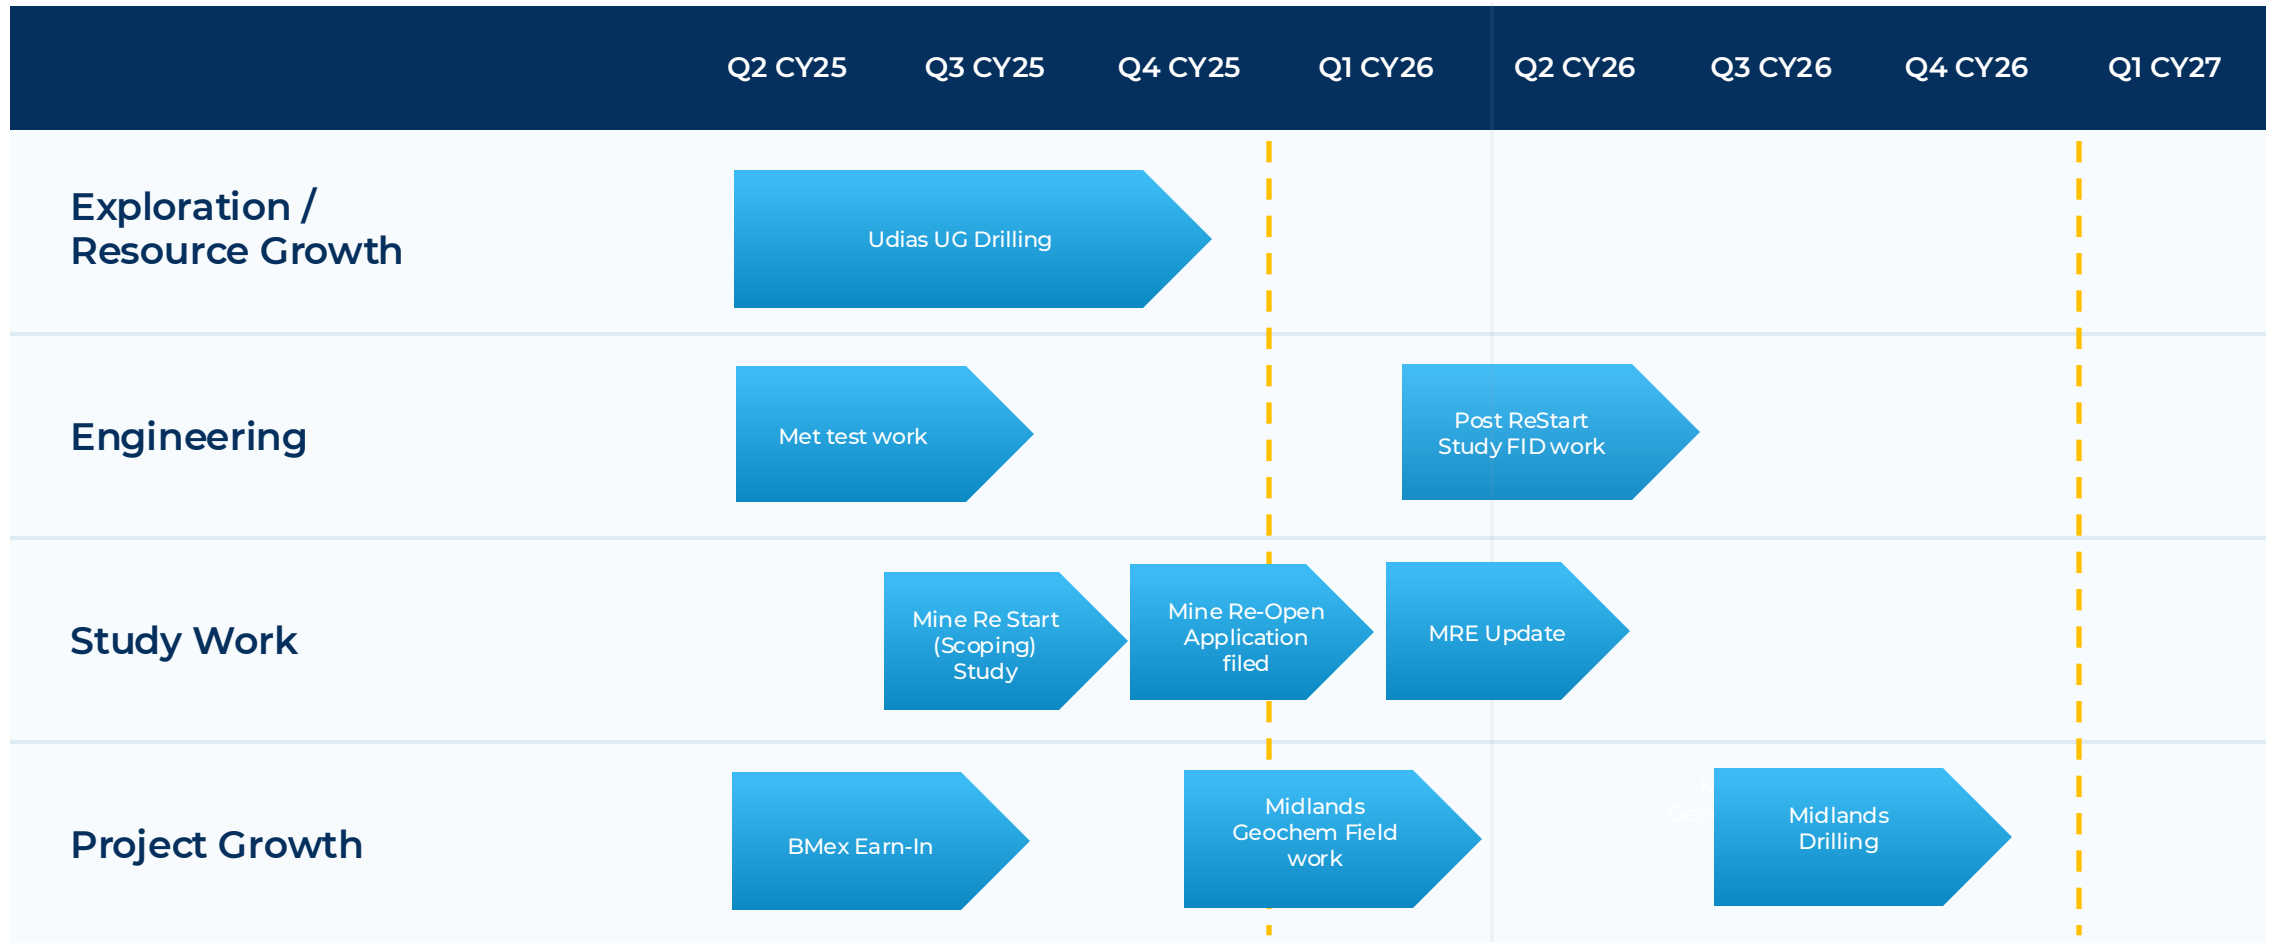 Q2 CY25 Q3 CY25 Q4 CY25 Q1 CY26 Q2 CY26 Q3 CY26 Q4 CY26 Q1 CY27
Exploration /
Resource Growth
Udias UG Drilling
Engineering
Met test work
Post ReStart
Study FID work
Study Work
Mine Re Start
(Scoping)
Study
Mine Re-Open
Application
filed
MRE Update
Project Growth
BMex Earn-In
Midlands
Geochem Field
work
Midlands
Drilling